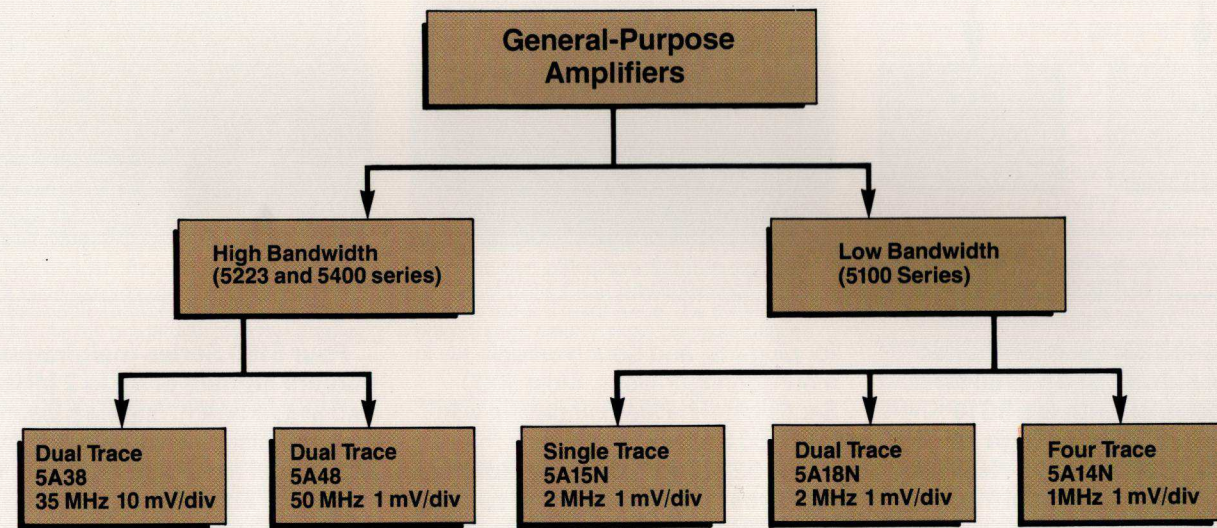 General-Purpose
Amplifiers
High Bandwidth
(5223 and 5400 series)
Low Bandwidth
(5100 Series)
Dual Trace
5A38
35 MHz 10 mV/div
Dual Trace
5A48
50 MHz 1 mV/div
Single Trace
5A15N
2 MHz 1 mV/div
Dual Trace
5A18N
2 MHz 1 mV/div
Four Trace
5A14N
1MHz 1 mV/div